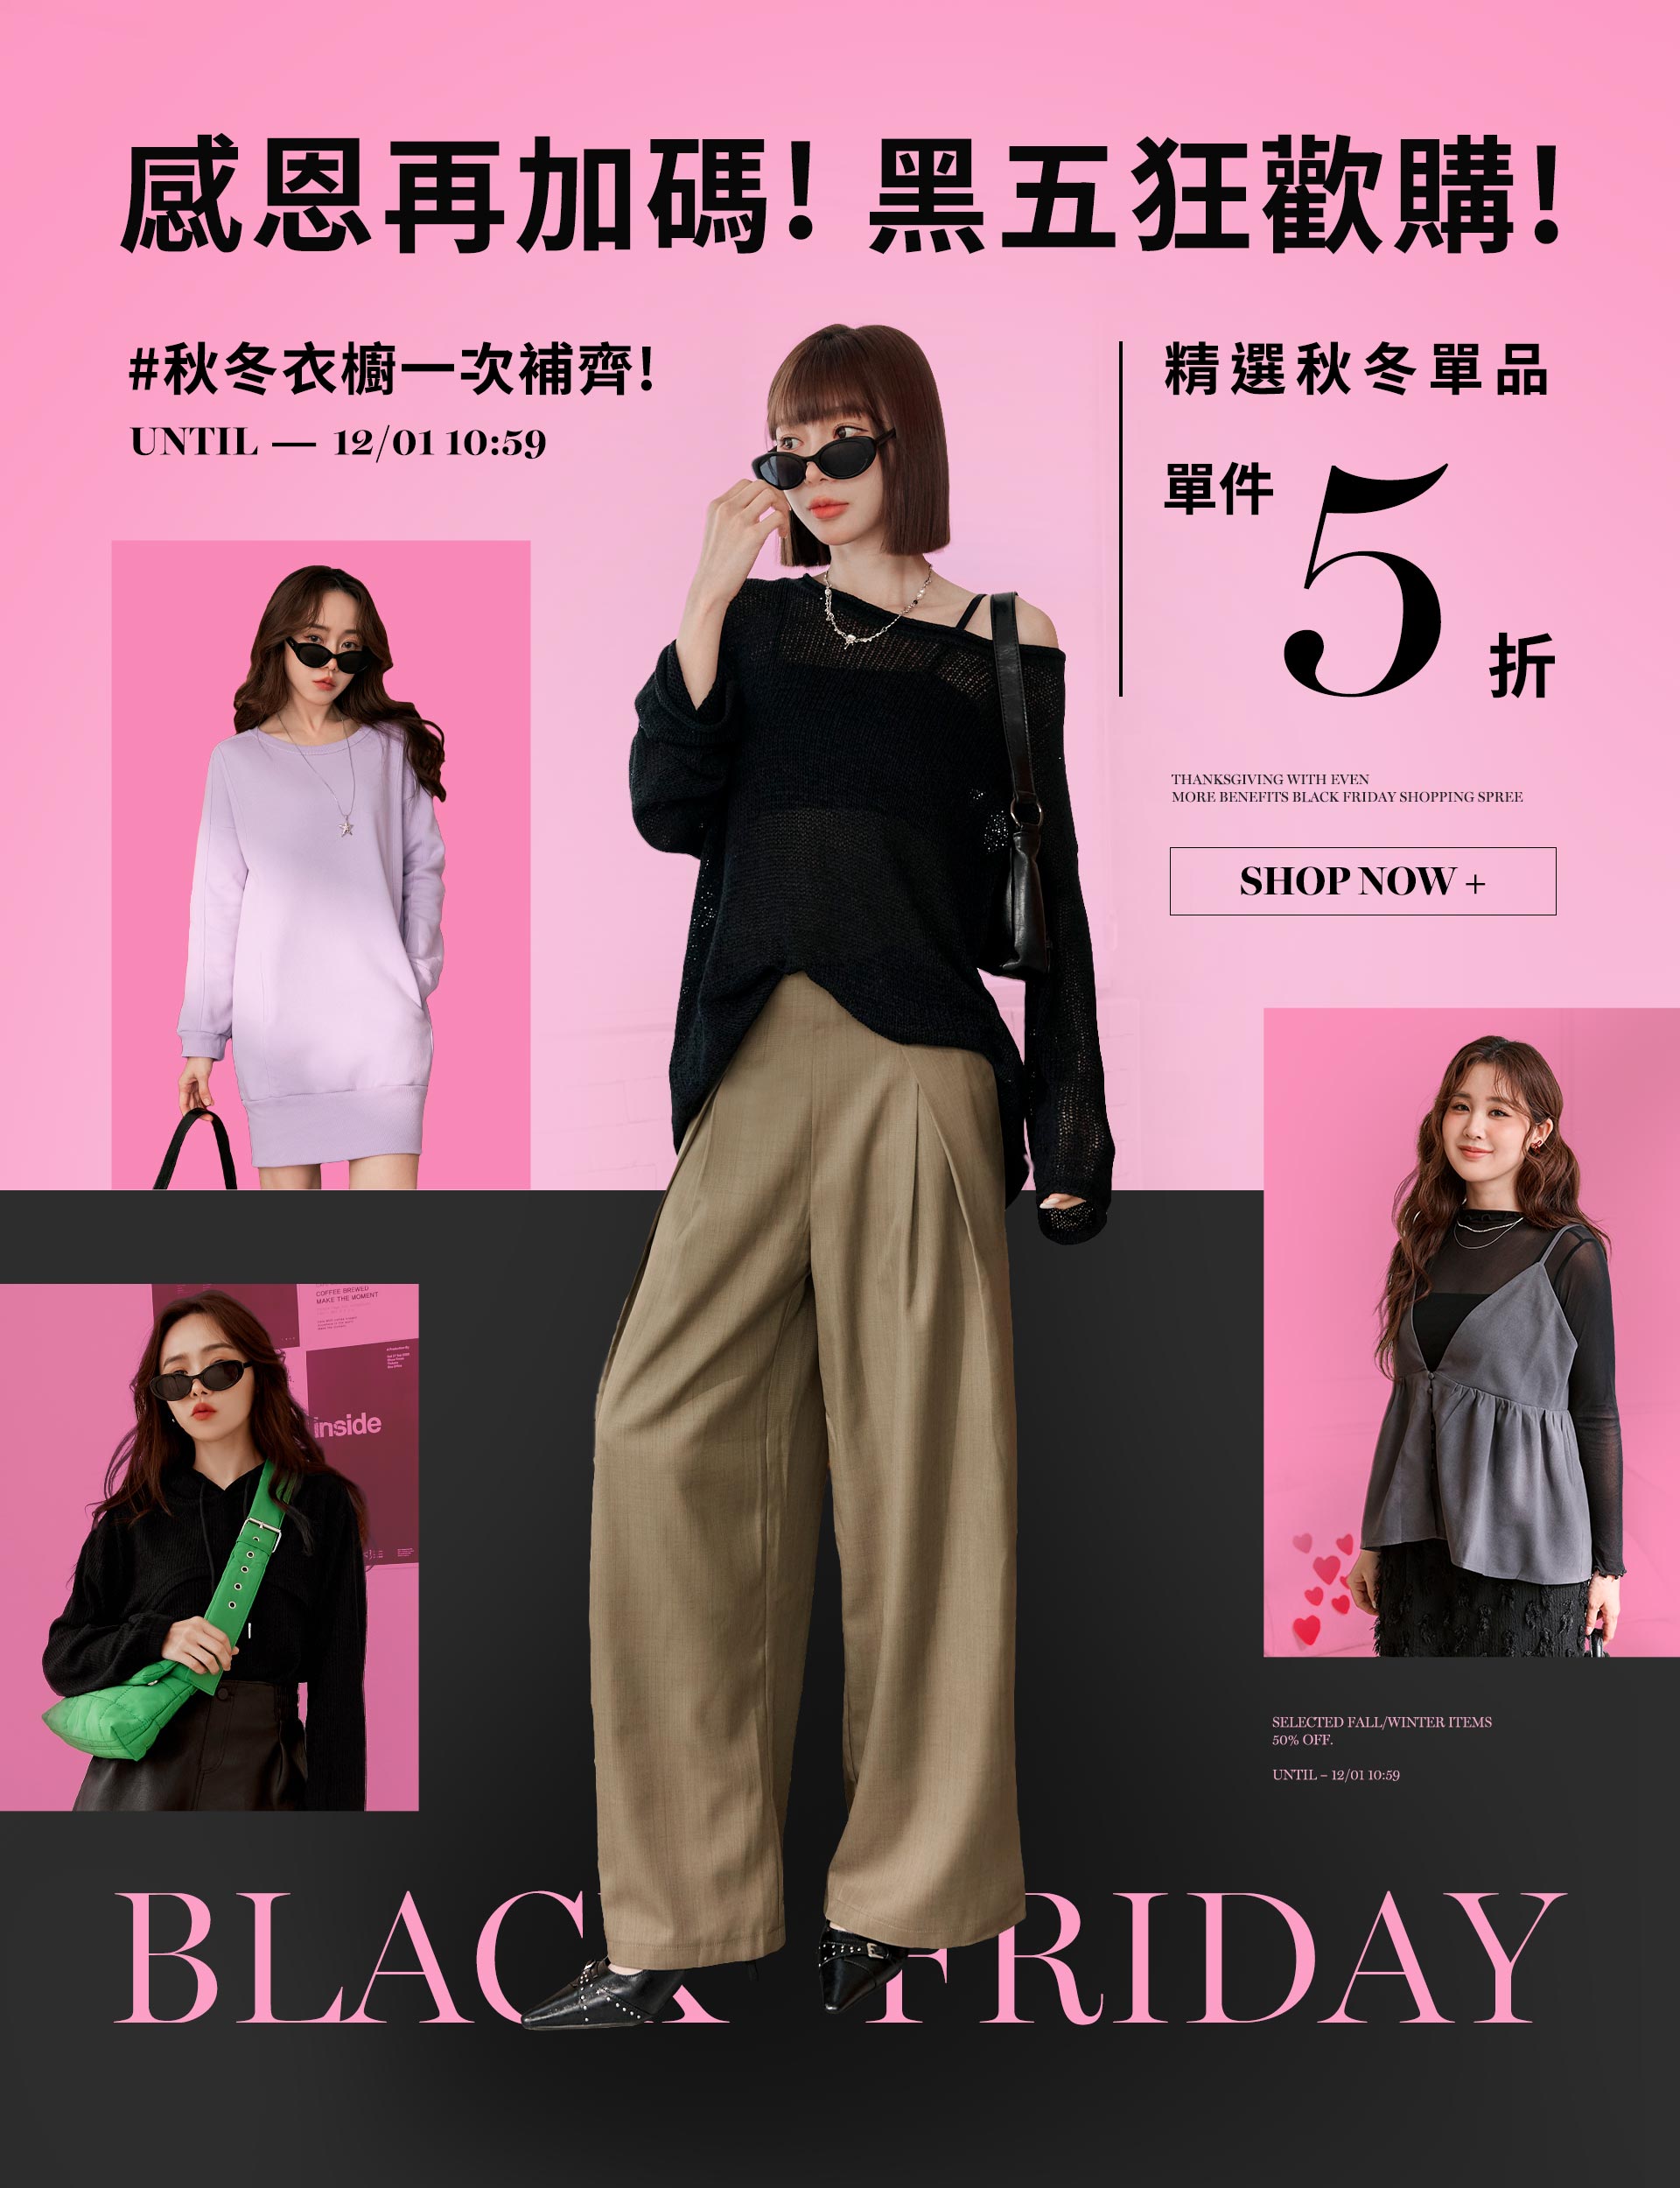 感恩再加碼! 黑五狂歡購!
#秋冬衣櫥一次補齊!
UNTIL — 12/01 10:59
精選秋冬單品
單件 5 折
THANKSGIVING WITH EVEN
MORE BENEFITS BLACK FRIDAY SHOPPING SPREE
SHOP NOW +
COFFEE BREWED
MAKE THE MOMENT
inside
SELECTED FALL/WINTER ITEMS
50% OFF.
UNTIL – 12/01 10:59
BLACK FRIDAY